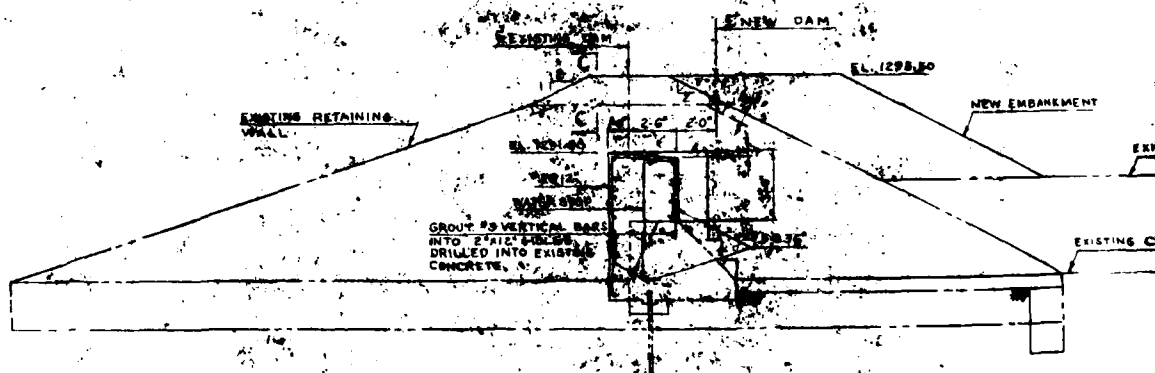 ℄ NEW DAM
℄ EXISTING DAM
C
EL. 1298.50
NEW EMBANKMENT
EXISTING RETAINING
WALL
C
2'-6" 2'-0"
WATER STOP
GROUT #9 VERTICAL BARS
INTO 2"X12" HOLES
DRILLED INTO EXISTING
CONCRETE.
EXISTING C